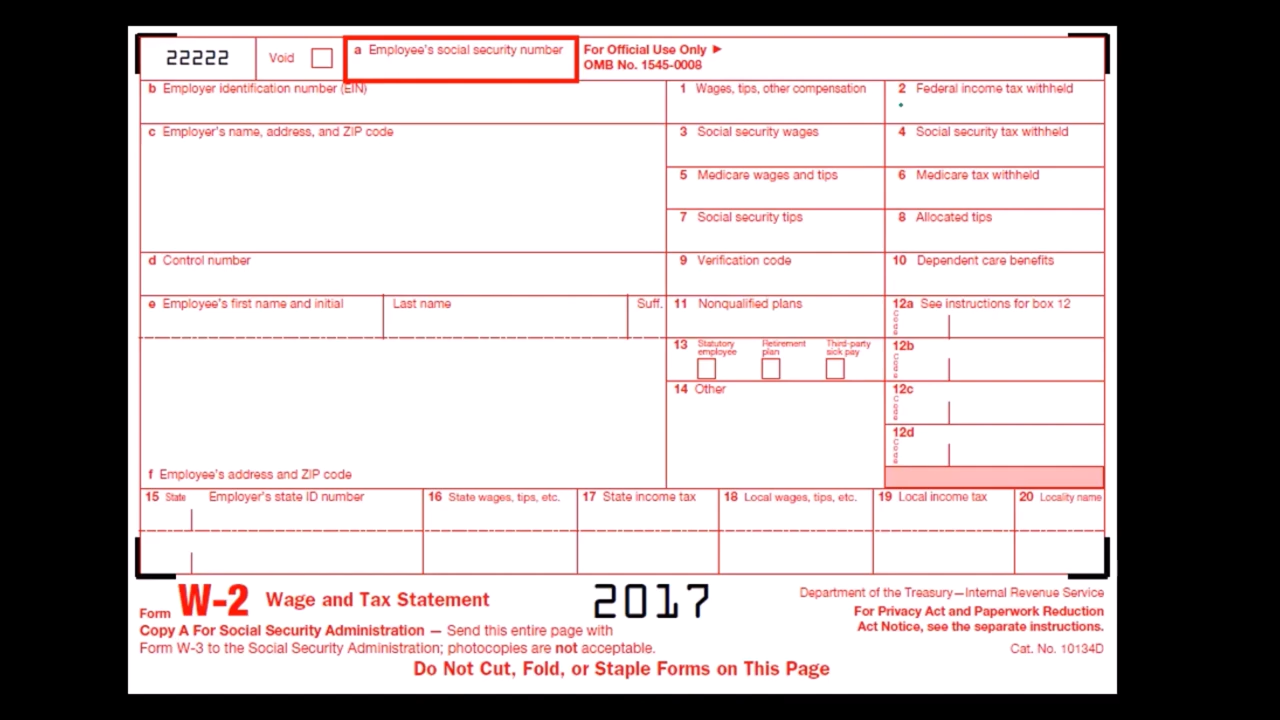 22222 Void a Employee's social security number For Official Use Only ►
OMB No. 1545-0008
b Employer identification number (EIN) 1 Wages, tips, other compensation 2 Federal income tax withheld
c Employer's name, address, and ZIP code 3 Social security wages 4 Social security tax withheld
5 Medicare wages and tips 6 Medicare tax withheld
7 Social security tips 8 Allocated tips
d Control number 9 Verification code 10 Dependent care benefits
e Employee's first name and initial Last name Suff. 11 Nonqualified plans 12a See instructions for box 12
Code
13 Statutory employee Retirement plan Third-party sick pay 12b
Code
14 Other 12c
Code
12d
Code
f Employee's address and ZIP code
15 State Employer's state ID number 16 State wages, tips, etc. 17 State income tax 18 Local wages, tips, etc. 19 Local income tax 20 Locality name
Form W-2 Wage and Tax Statement 2017 Department of the Treasury—Internal Revenue Service
For Privacy Act and Paperwork Reduction
Act Notice, see the separate instructions.
Copy A For Social Security Administration — Send this entire page with
Form W-3 to the Social Security Administration; photocopies are not acceptable. Cat. No. 10134D
Do Not Cut, Fold, or Staple Forms on This Page